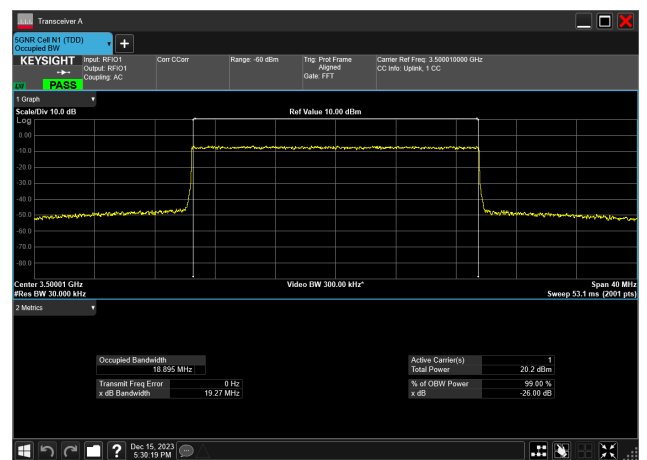 Transceiver A
5GNR Cell N1 (TDD)
Occupied BW
KEYSIGHT
LV
PASS
Input: RFIO1
Output: RFIO1
Coupling: AC
Corr CCorr
Range: -60 dBm
Trig: Prot Frame
Aligned
Gate: FFT
Carrier Ref Freq: 3.500010000 GHz
CC Info: Uplink, 1 CC
1 Graph
Scale/Div 10.0 dB
Ref Value 10.00 dBm
Log
0.00
-10.0
-20.0
-30.0
-40.0
-50.0
-60.0
-70.0
-80.0
Center 3.50001 GHz
Video BW 300.00 kHz*
Span 40 MHz
#Res BW 30.000 kHz
Sweep 53.1 ms (2001 pts)
2 Metrics
Occupied Bandwidth
18.895 MHz
Transmit Freq Error 0 Hz
x dB Bandwidth 19.27 MHz
Active Carrier(s) 1
Total Power 20.2 dBm
% of OBW Power 99.00 %
x dB -26.00 dB
?
Dec 15, 2023
5:30:19 PM